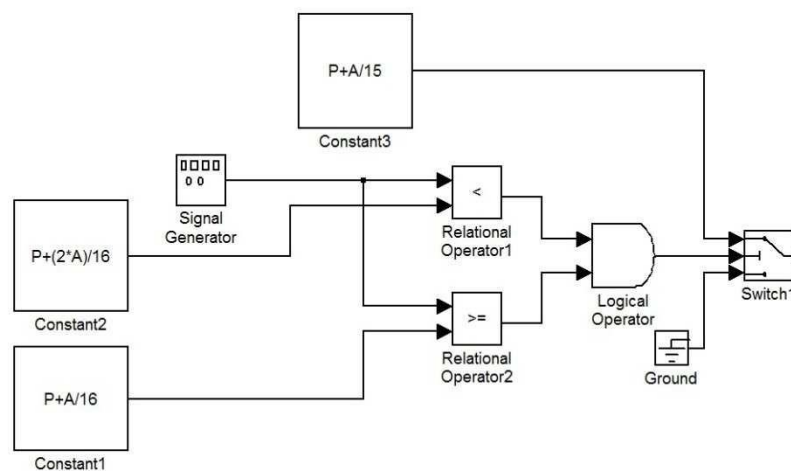 P+A/15
Constant3
Signal
Generator
<
Relational
Operator1
P+(2*A)/16
Constant2
Logical
Operator
Switch1
>=
Relational
Operator2
Ground
P+A/16
Constant1